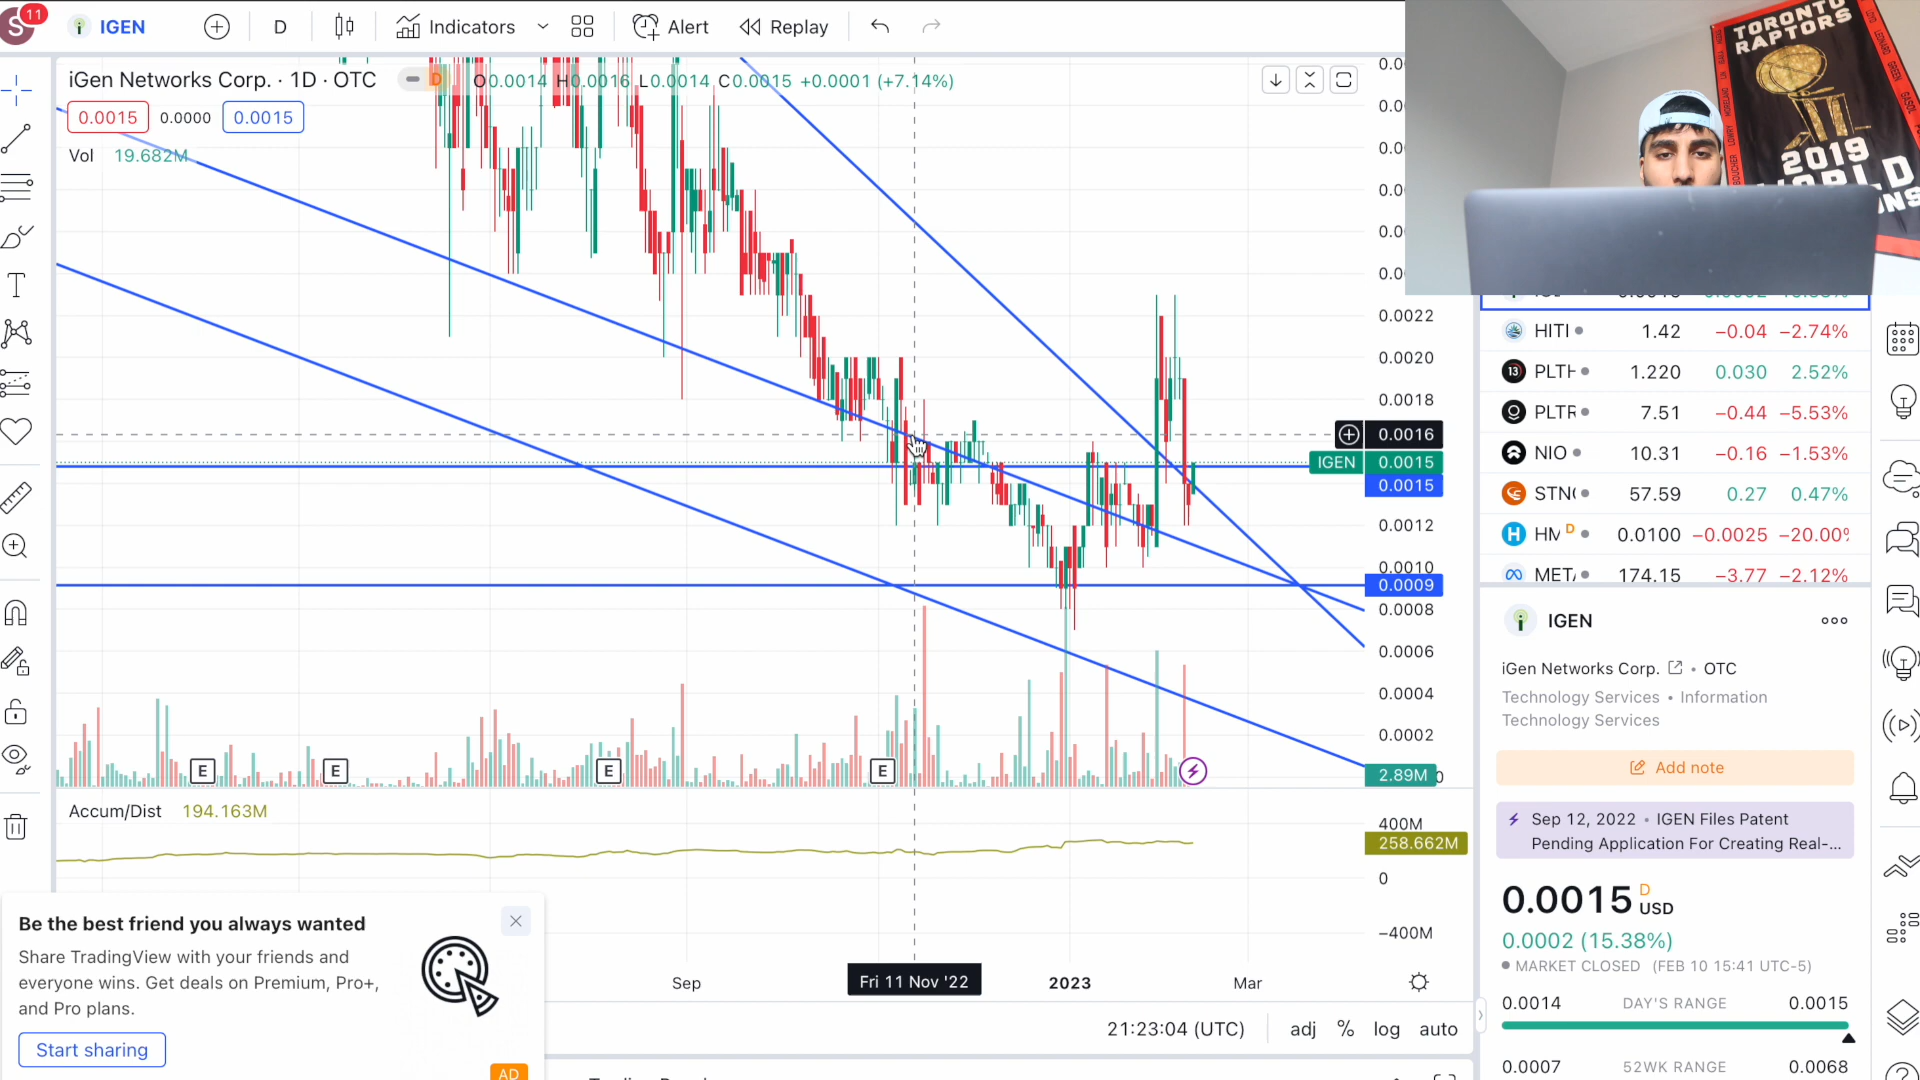 S 11 IGEN D Indicators Alert Replay
iGen Networks Corp. · 1D · OTC D O0.0014 H0.0016 L0.0014 C0.0015 +0.0001 (+7.14%)
0.0015 0.0000 0.0015
Vol 19.682M
0.0022
0.0020
0.0018
0.0016
IGEN 0.0015
0.0015
0.0012
0.0010
0.0009
0.0008
0.0006
0.0004
0.0002
E E E E 2.89M
Accum/Dist 194.163M
400M
258.662M
0
−400M
Sep Fri 11 Nov '22 2023 Mar
21:23:04 (UTC) adj % log auto
Be the best friend you always wanted
Share TradingView with your friends and
everyone wins. Get deals on Premium, Pro+,
and Pro plans.
Start sharing
AD
TORONTO
RAPTORS
2019
HITI 1.42 −0.04 −2.74%
PLTH 1.220 0.030 2.52%
PLTR 7.51 −0.44 −5.53%
NIO 10.31 −0.16 −1.53%
STN 57.59 0.27 0.47%
HM D 0.0100 −0.0025 −20.00%
META 174.15 −3.77 −2.12%
IGEN
iGen Networks Corp. • OTC
Technology Services • Information
Technology Services
Add note
Sep 12, 2022 • IGEN Files Patent
Pending Application For Creating Real-...
0.0015 D USD
0.0002 (15.38%)
MARKET CLOSED (FEB 10 15:41 UTC-5)
0.0014 DAY'S RANGE 0.0015
0.0007 52WK RANGE 0.0068